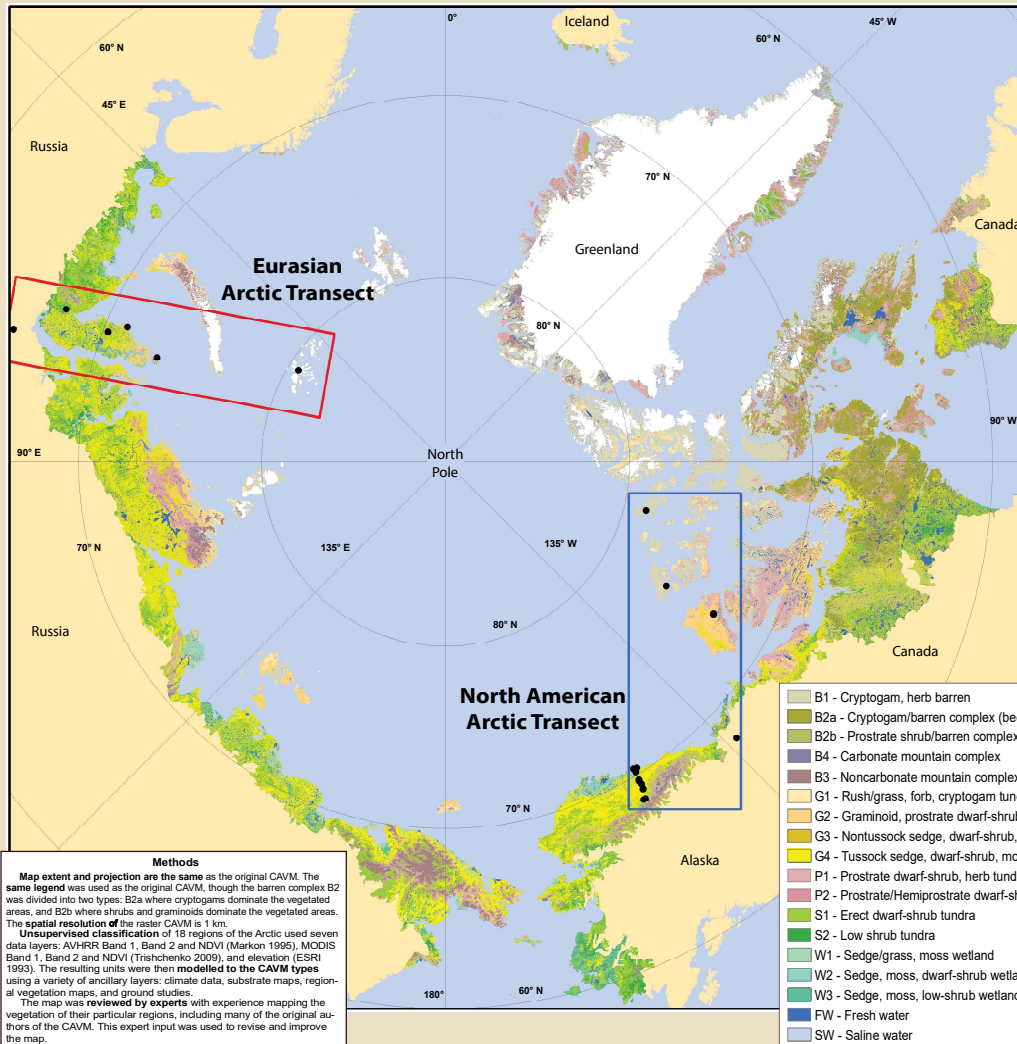 0°
Iceland
45° W
60° N
60° N
45° E
Russia
70° N
Canada
Greenland
Eurasian
Arctic Transect
80° N
90° W
90° E
North
Pole
70° N
135° E
135° W
Russia
80° N
Canada
North American
Arctic Transect
70° N
Alaska
180°
60° N
Methods
Map extent and projection are the same as the original CAVM. The
same legend was used as the original CAVM, though the barren complex B2
was divided into two types: B2a where cryptogams dominate the vegetated
areas, and B2b where shrubs and graminoids dominate the vegetated areas.
The spatial resolution of the raster CAVM is 1 km.
Unsupervised classification of 18 regions of the Arctic used seven
data layers: AVHRR Band 1, Band 2 and NDVI (Markon 1995), MODIS
Band 1, Band 2 and NDVI (Trishchenko 2009), and elevation (ESRI
1993). The resulting units were then modelled to the CAVM types
using a variety of ancillary layers: climate data, substrate maps, region-
al vegetation maps, and ground studies.
The map was reviewed by experts with experience mapping the
vegetation of their particular regions, including many of the original au-
thors of the CAVM. This expert input was used to revise and improve
the map.
B1 - Cryptogam, herb barren
B2a - Cryptogam/barren complex (be
B2b - Prostrate shrub/barren complex
B4 - Carbonate mountain complex
B3 - Noncarbonate mountain complex
G1 - Rush/grass, forb, cryptogam tun
G2 - Graminoid, prostrate dwarf-shrub
G3 - Nontussock sedge, dwarf-shrub,
G4 - Tussock sedge, dwarf-shrub, mo
P1 - Prostrate dwarf-shrub, herb tund
P2 - Prostrate/Hemiprostrate dwarf-sh
S1 - Erect dwarf-shrub tundra
S2 - Low shrub tundra
W1 - Sedge/grass, moss wetland
W2 - Sedge, moss, dwarf-shrub wetla
W3 - Sedge, moss, low-shrub wetland
FW - Fresh water
SW - Saline water